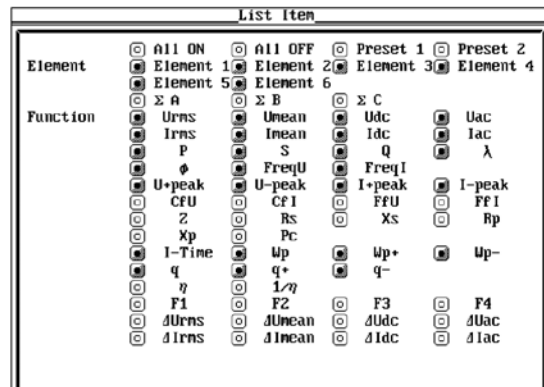 List Item
All ON All OFF Preset 1 Preset 2
Element Element 1 Element 2 Element 3 Element 4
Element 5 Element 6
Σ A Σ B Σ C
Function Urms Umean Udc Uac
Irms Imean Idc Iac
P S Q λ
ϕ FreqU FreqI
U+peak U-peak I+peak I-peak
CfU CfI FfU FfI
Z Rs Xs Rp
Xp Pc
I-Time Wp Wp+ Wp-
q q+ q-
η 1/η
F1 F2 F3 F4
ΔUrms ΔUmean ΔUdc ΔUac
ΔIrms ΔImean ΔIdc ΔIac